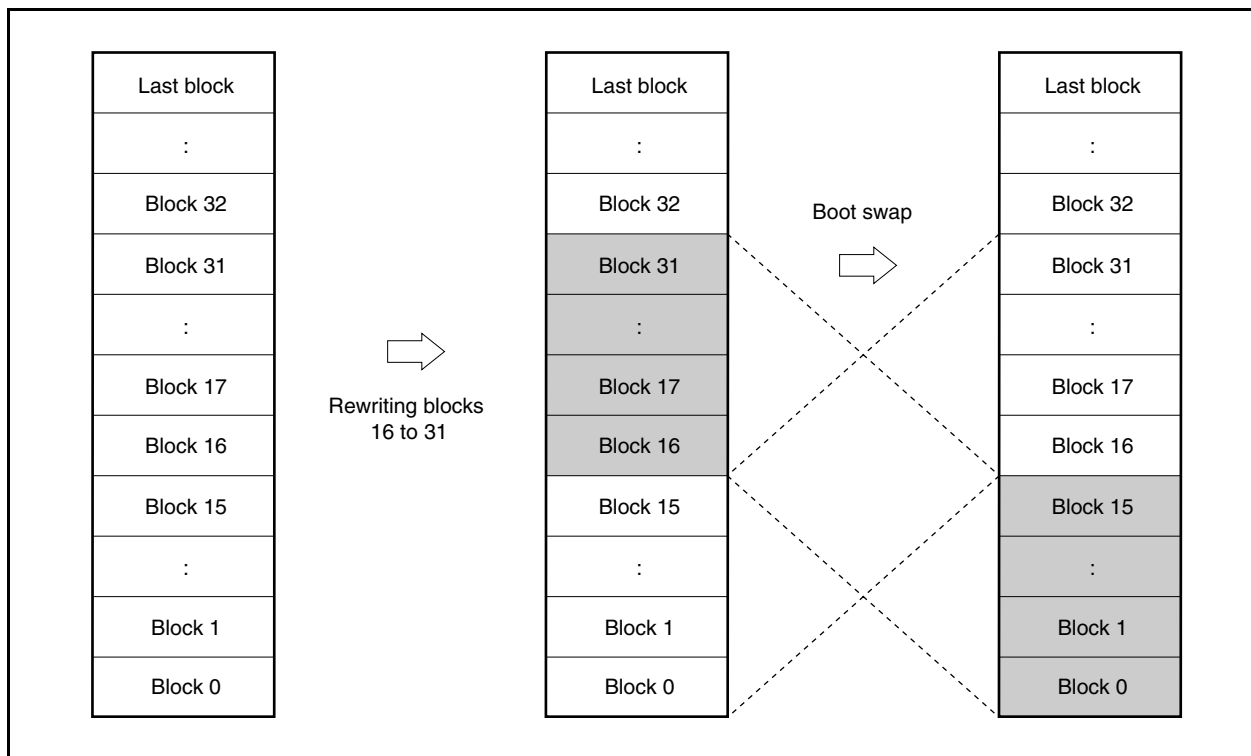 Last block
:
Block 32
Block 31
:
Block 17
Block 16
Block 15
:
Block 1
Block 0
Rewriting blocks
16 to 31
Last block
:
Block 32
Block 31
:
Block 17
Block 16
Block 15
:
Block 1
Block 0
Boot swap
Last block
:
Block 32
Block 31
:
Block 17
Block 16
Block 15
:
Block 1
Block 0